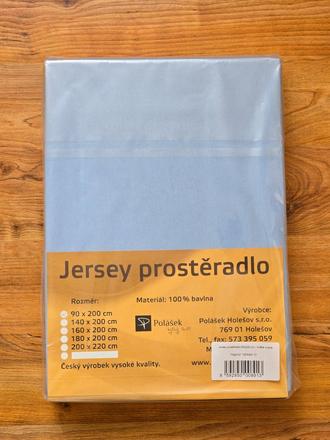 Jersey prostěradlo
Rozměr:
Materiál: 100% bavlna
90 x 200 cm
140 x 200 cm
160 x 200 cm
180 x 200 cm
200 x 220 cm
Polášek
Výrobce:
Polášek Holešov s.r.o.
769 01 Holešov
Tel., fax: 573 395 059
Český výrobek vysoké kvality.